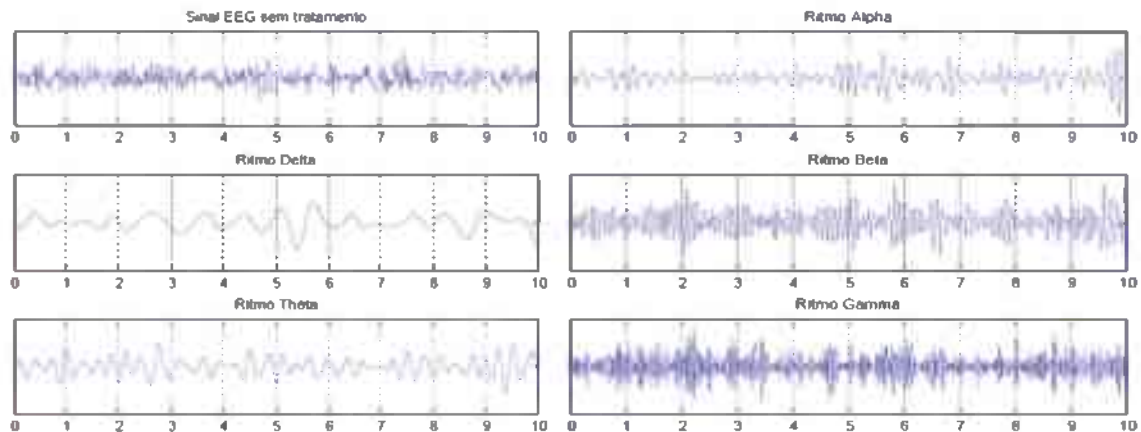 Sinal EEG sem tratamento
0 1 2 3 4 5 6 7 8 9 10
Ritmo Delta
0 1 2 3 4 5 6 7 8 9 10
Ritmo Theta
0 1 2 3 4 5 6 7 8 9 10
Ritmo Alpha
0 1 2 3 4 5 6 7 8 9 10
Ritmo Beta
0 1 2 3 4 5 6 7 8 9 10
Ritmo Gamma
0 1 2 3 4 5 6 7 8 9 10